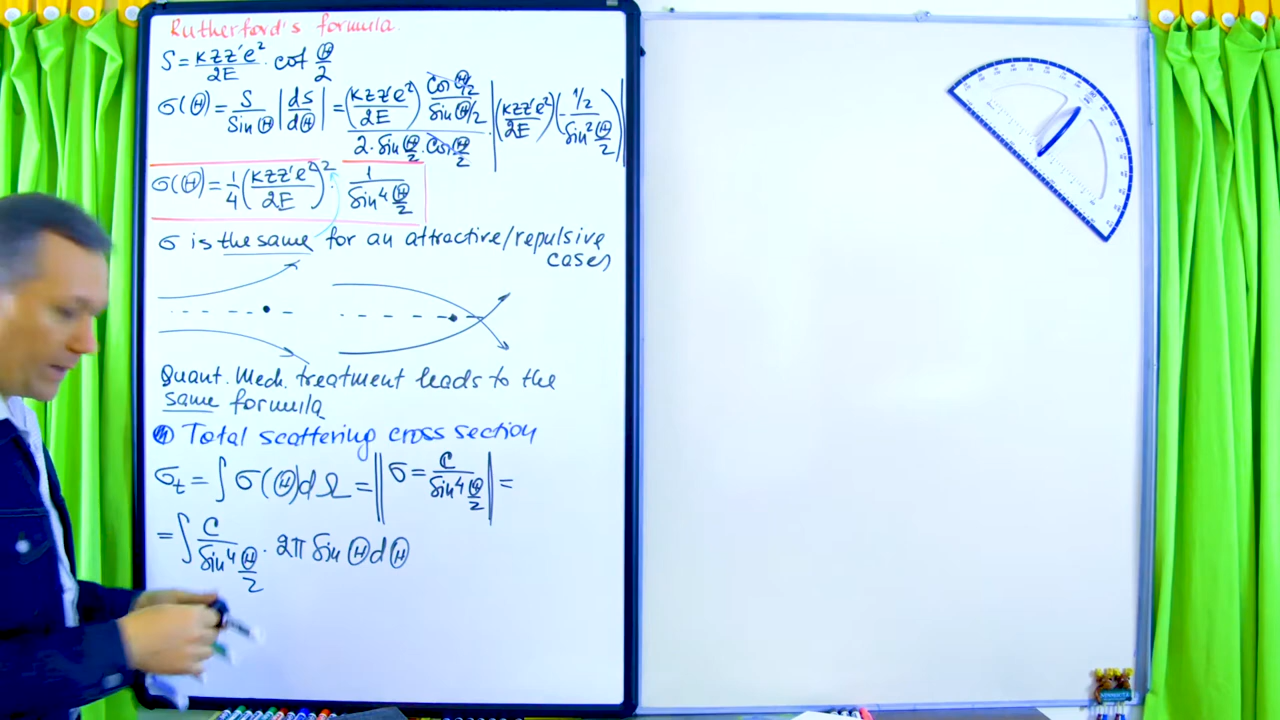 Rutherford's formula.
S = kzz'e²/2E · cot Θ/2
σ(Θ) = S/Sin Θ |ds/dΘ| = (kzz'e²/2E) Cos Θ/2 / Sin Θ/2 / 2·Sin Θ/2·Cos Θ/2 · |(kzz'e²/2E)(-1/2 / Sin² Θ/2)|
σ(Θ) = 1/4 (kzz'e²/2E)² · 1/Sin⁴ Θ/2
σ is the same for an attractive/repulsive
cases
Quant. Mech. treatment leads to the
same formula
Total scattering cross section
σt = ∫ σ(Θ)dΩ = || σ = C/Sin⁴ Θ/2 | =
= ∫ C/Sin⁴ Θ/2 · 2π Sin Θ dΘ